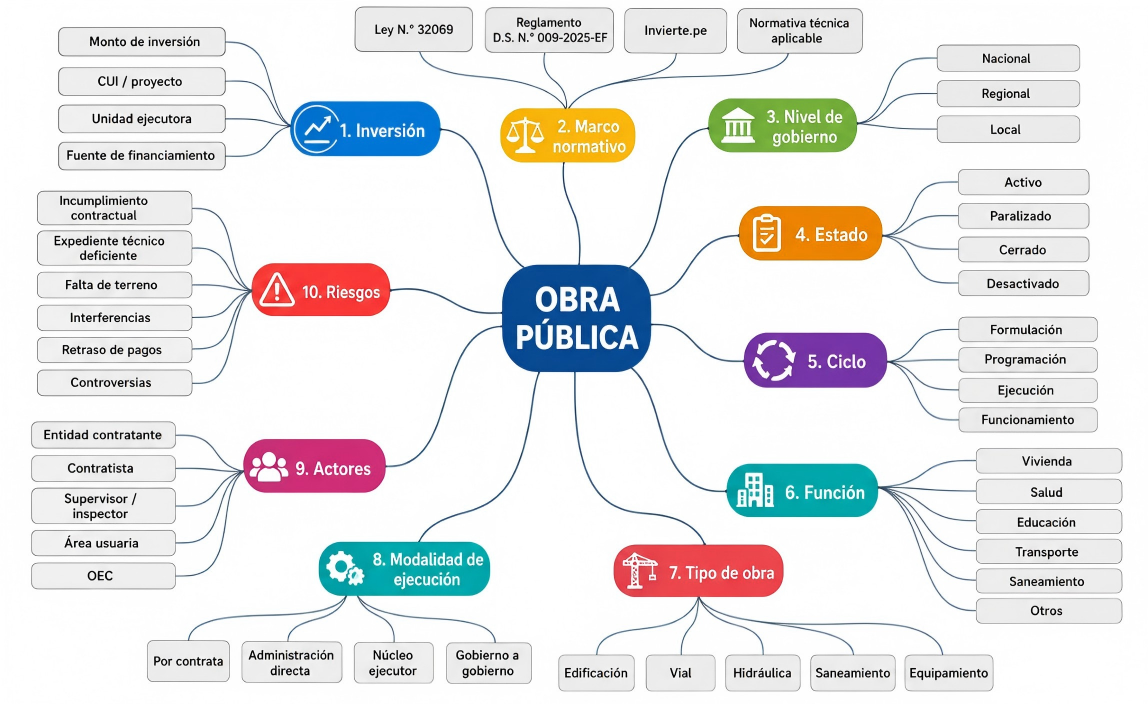 OBRA
PÚBLICA
1. Inversión
Monto de inversión
CUI / proyecto
Unidad ejecutora
Fuente de financiamiento
2. Marco
normativo
Ley N.° 32069
Reglamento
D.S. N.° 009-2025-EF
Invierte.pe
Normativa técnica
aplicable
3. Nivel de
gobierno
Nacional
Regional
Local
4. Estado
Activo
Paralizado
Cerrado
Desactivado
5. Ciclo
Formulación
Programación
Ejecución
Funcionamiento
6. Función
Vivienda
Salud
Educación
Transporte
Saneamiento
Otros
7. Tipo de obra
Edificación
Vial
Hidráulica
Saneamiento
Equipamiento
8. Modalidad de
ejecución
Por contrata
Administración
directa
Núcleo
ejecutor
Gobierno a
gobierno
9. Actores
Entidad contratante
Contratista
Supervisor /
inspector
Área usuaria
OEC
10. Riesgos
Incumplimiento
contractual
Expediente técnico
deficiente
Falta de terreno
Interferencias
Retraso de pagos
Controversias